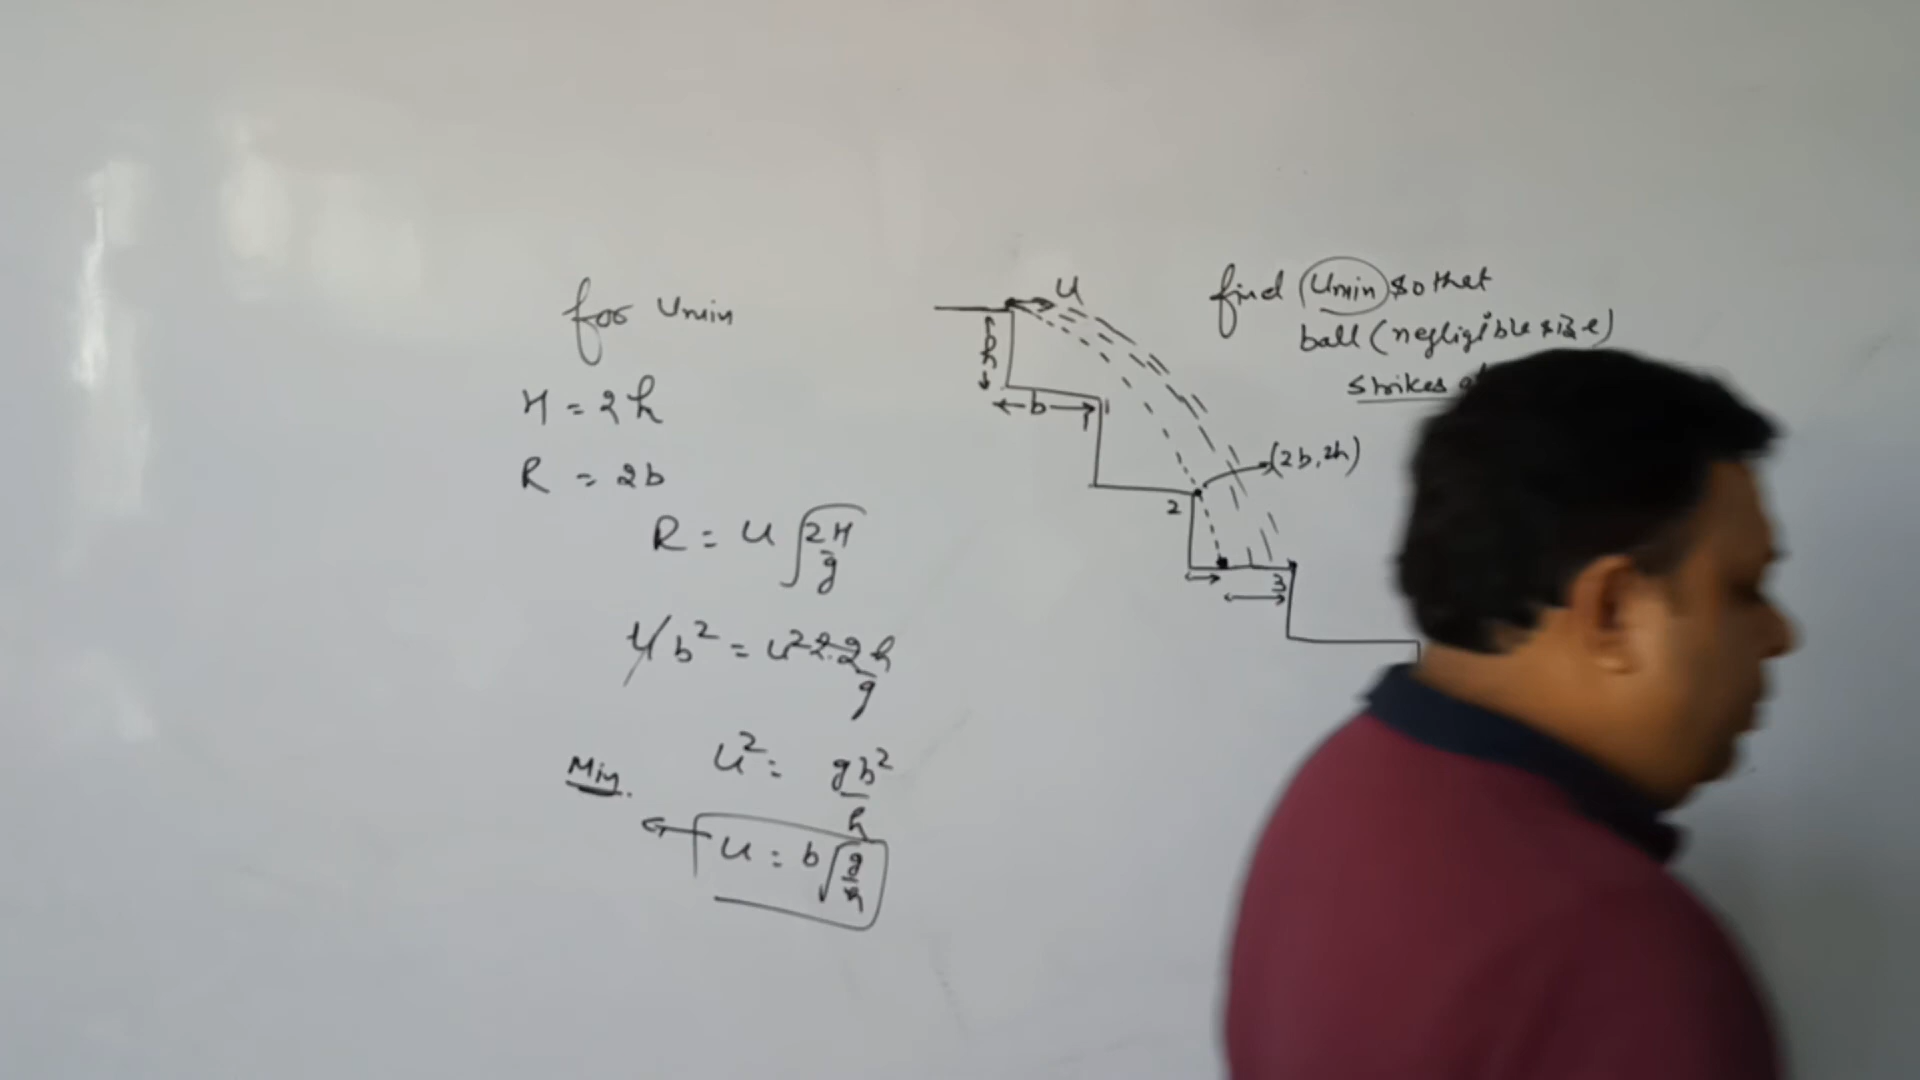 for Umin
H = 2h
R = 2b
R = u √(2H/g)
4b² = u² 2.2h/g
u² = gb²/h
Min.
u = b√(g/h)
u
h
b
1
2
3
(2b, 2h)
find Umin so that
ball (negligible size)
strikes